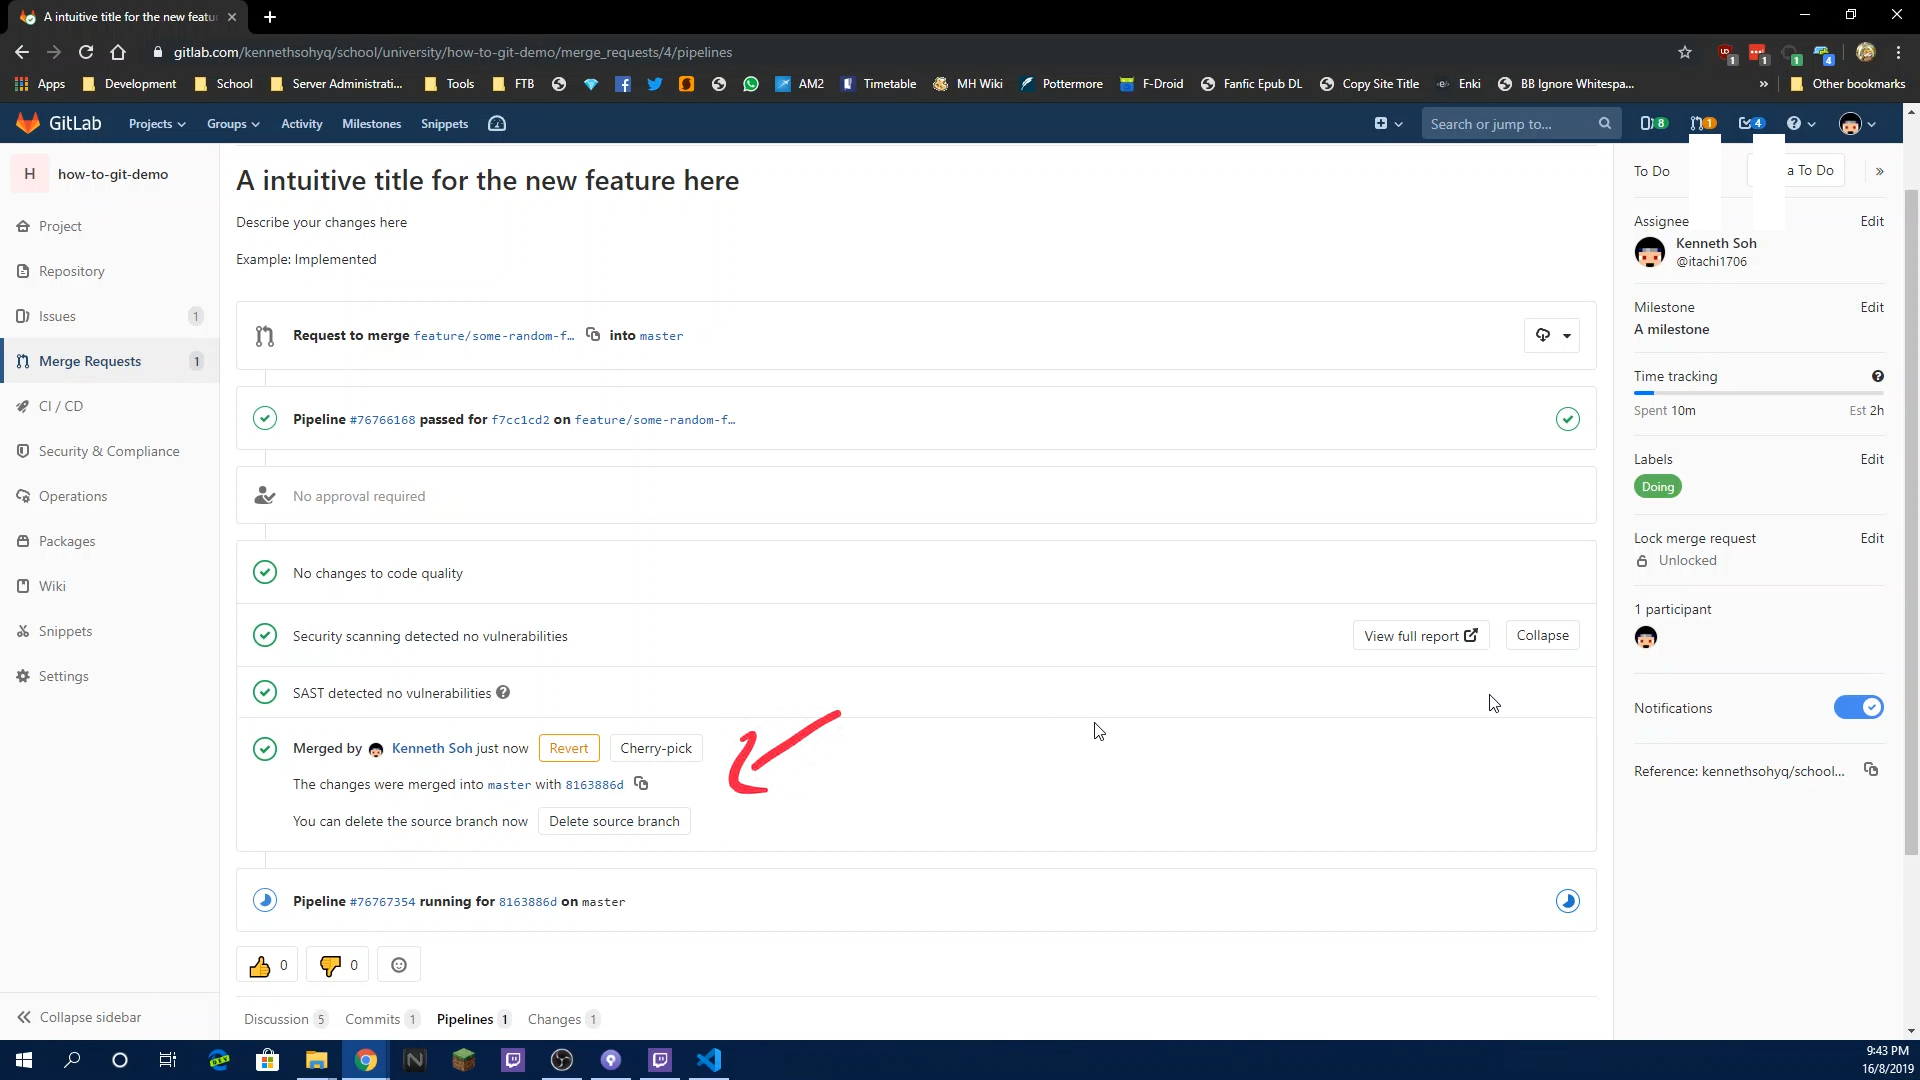 A intuitive title for the new featu
gitlab.com/kennethsohyq/school/university/how-to-git-demo/merge_requests/4/pipelines
1 1 1 4
Apps Development School Server Administrati... Tools FTB AM2 Timetable MH Wiki Pottermore F-Droid Fanfic Epub DL Copy Site Title Enki BB Ignore Whitespa... » Other bookmarks
GitLab Projects Groups Activity Milestones Snippets Search or jump to... 8 1 4
H how-to-git-demo
Project
Repository
Issues 1
Merge Requests 1
CI / CD
Security & Compliance
Operations
Packages
Wiki
Snippets
Settings
Collapse sidebar
A intuitive title for the new feature here
Describe your changes here
Example: Implemented
Request to merge feature/some-random-f… into master
Pipeline #76766168 passed for f7cc1cd2 on feature/some-random-f…
No approval required
No changes to code quality
Security scanning detected no vulnerabilities View full report Collapse
SAST detected no vulnerabilities
Merged by Kenneth Soh just now Revert Cherry-pick
The changes were merged into master with 8163886d
You can delete the source branch now Delete source branch
Pipeline #76767354 running for 8163886d on master
0 0
Discussion 5 Commits 1 Pipelines 1 Changes 1
To Do a To Do »
Assignee Edit
Kenneth Soh
@itachi1706
Milestone Edit
A milestone
Time tracking
Spent 10m Est 2h
Labels Edit
Doing
Lock merge request Edit
Unlocked
1 participant
Notifications
Reference: kennethsohyq/school...
9:43 PM
16/8/2019